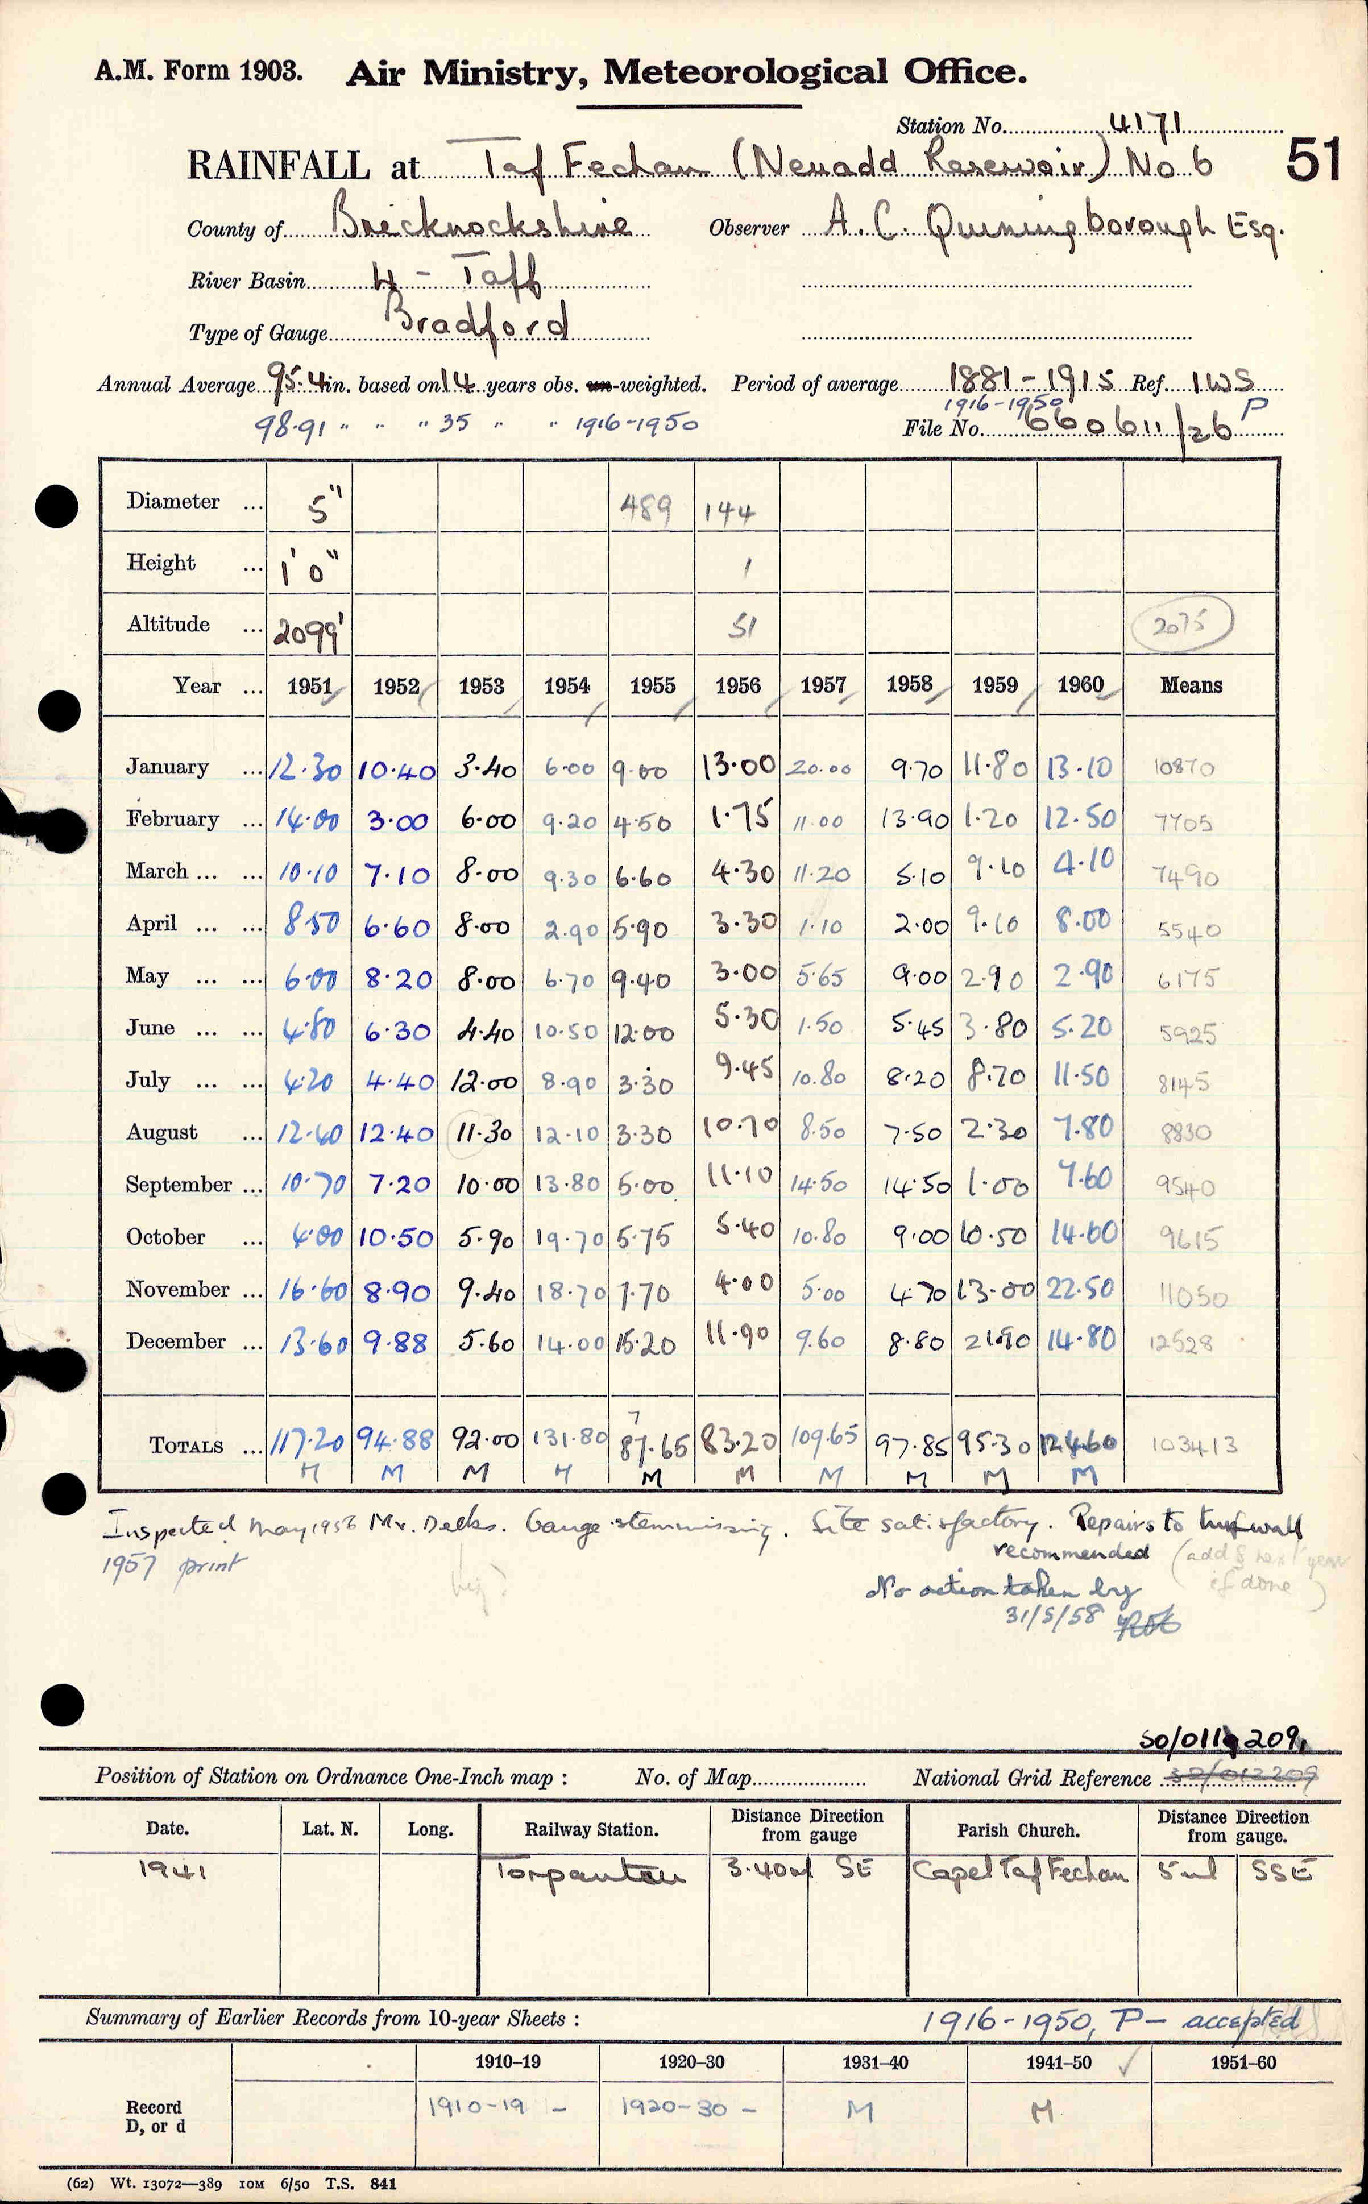 A.M. Form 1903. Air Ministry, Meteorological Office.
Station No. 4171
RAINFALL at Taf Fechan (Neuadd Reservoir) No 6 51
County of Brecknockshire Observer A. C. Quiningborough Esq.
River Basin 4 - Taff
Type of Gauge Bradford
Annual Average 95.4 in. based on 14 years obs. un-weighted. Period of average 1881-1915 Ref. IWS
98.91 " " " 35 " " 1916-1950 1916-1950 P
File No. 660611/26
Diameter ... 5" 489 144
Height ... 1' 0" 1
Altitude ... 2099' 51 2075
Year ... 1951 1952 1953 1954 1955 1956 1957 1958 1959 1960 Means
January ... 12.30 10.40 3.40 6.00 9.00 13.00 20.00 9.70 11.80 13.10 10870
February ... 14.00 3.00 6.00 9.20 4.50 1.75 11.00 13.90 1.20 12.50 7705
March ... ... 10.10 7.10 8.00 9.30 6.60 4.30 11.20 5.10 9.10 4.10 7490
April ... ... 8.50 6.60 8.00 2.90 5.90 3.30 1.10 2.00 9.10 8.00 5540
May ... ... 6.00 8.20 8.00 6.70 9.40 3.00 5.65 9.00 2.90 2.90 6175
June ... ... 4.80 6.30 4.40 10.50 12.00 5.30 1.50 5.45 3.80 5.20 5925
July ... ... 4.20 4.40 12.00 8.90 3.30 9.45 10.80 8.20 8.70 11.50 8145
August ... 12.40 12.40 11.30 12.10 3.30 10.70 8.50 7.50 2.30 7.80 8830
September ... 10.70 7.20 10.00 13.80 5.00 11.10 14.50 14.50 1.00 7.60 9540
October ... 4.00 10.50 5.90 19.70 5.75 5.40 10.80 9.00 10.50 14.60 9615
November ... 16.60 8.90 9.40 18.70 7.70 4.00 5.00 4.70 13.00 22.50 11050
December ... 13.60 9.88 5.60 14.00 15.20 11.90 9.60 8.80 21.90 14.80 12528
7
TOTALS ... 117.20 94.88 92.00 131.80 87.65 83.20 109.65 97.85 95.30 124.60 103413
M M M M M M M M M M
Inspected May 1956 Mr. Deeks. Gauge stem missing. Site satisfactory. Repairs to turf wall
1957 print recommended (add & next year
No action taken by if done)
31/5/58
SO/011 209
Position of Station on Ordnance One-Inch map : No. of Map National Grid Reference 32/012209
Date. Lat. N. Long. Railway Station. Distance Direction from gauge Parish Church. Distance Direction from gauge.
1941 Torpantau 3.40ml SE Capel Taf Fechan 5ml SSE
Summary of Earlier Records from 10-year Sheets : 1916-1950, P - accepted
1910–19 1920–30 1931–40 1941–50 1951–60
Record
D, or d 1910-19 - 1920-30 - M M
(62) Wt. 13072—389 10M 6/50 T.S. 841